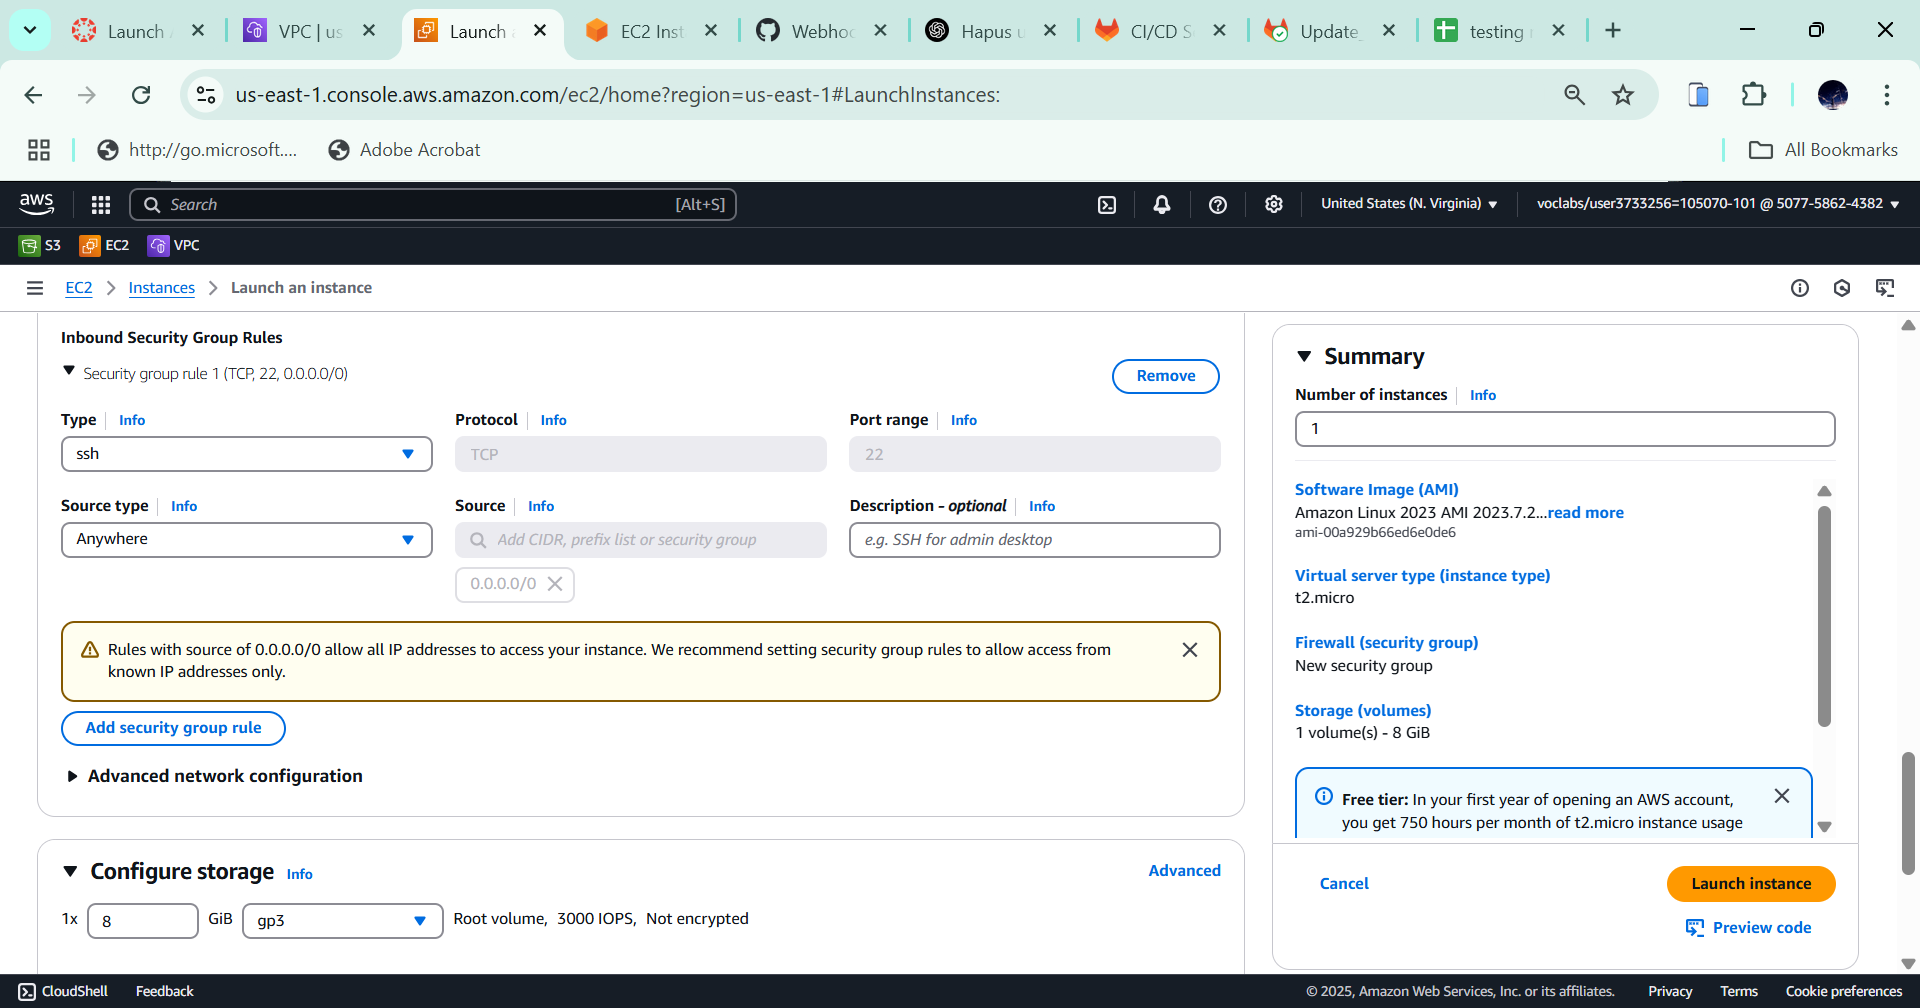 Launch
VPC | us
Launch
EC2 Inst
Webhoo
Hapus u
CI/CD S
Update_
testing
us-east-1.console.aws.amazon.com/ec2/home?region=us-east-1#LaunchInstances:
http://go.microsoft....
Adobe Acrobat
All Bookmarks
aws
Search
[Alt+S]
United States (N. Virginia)
voclabs/user3733256=105070-101 @ 5077-5862-4382
S3
EC2
VPC
EC2
Instances
Launch an instance
Inbound Security Group Rules
Security group rule 1 (TCP, 22, 0.0.0.0/0)
Remove
Type
Info
Protocol
Info
Port range
Info
ssh
TCP
22
Source type
Info
Source
Info
Description - optional
Info
Anywhere
Add CIDR, prefix list or security group
e.g. SSH for admin desktop
0.0.0.0/0
Rules with source of 0.0.0.0/0 allow all IP addresses to access your instance. We recommend setting security group rules to allow access from
known IP addresses only.
Add security group rule
Advanced network configuration
Configure storage
Info
Advanced
1x
8
GiB
gp3
Root volume, 3000 IOPS, Not encrypted
Summary
Number of instances
Info
1
Software Image (AMI)
Amazon Linux 2023 AMI 2023.7.2...read more
ami-00a929b66ed6e0de6
Virtual server type (instance type)
t2.micro
Firewall (security group)
New security group
Storage (volumes)
1 volume(s) - 8 GiB
Free tier: In your first year of opening an AWS account,
you get 750 hours per month of t2.micro instance usage
Cancel
Launch instance
Preview code
CloudShell
Feedback
© 2025, Amazon Web Services, Inc. or its affiliates.
Privacy
Terms
Cookie preferences